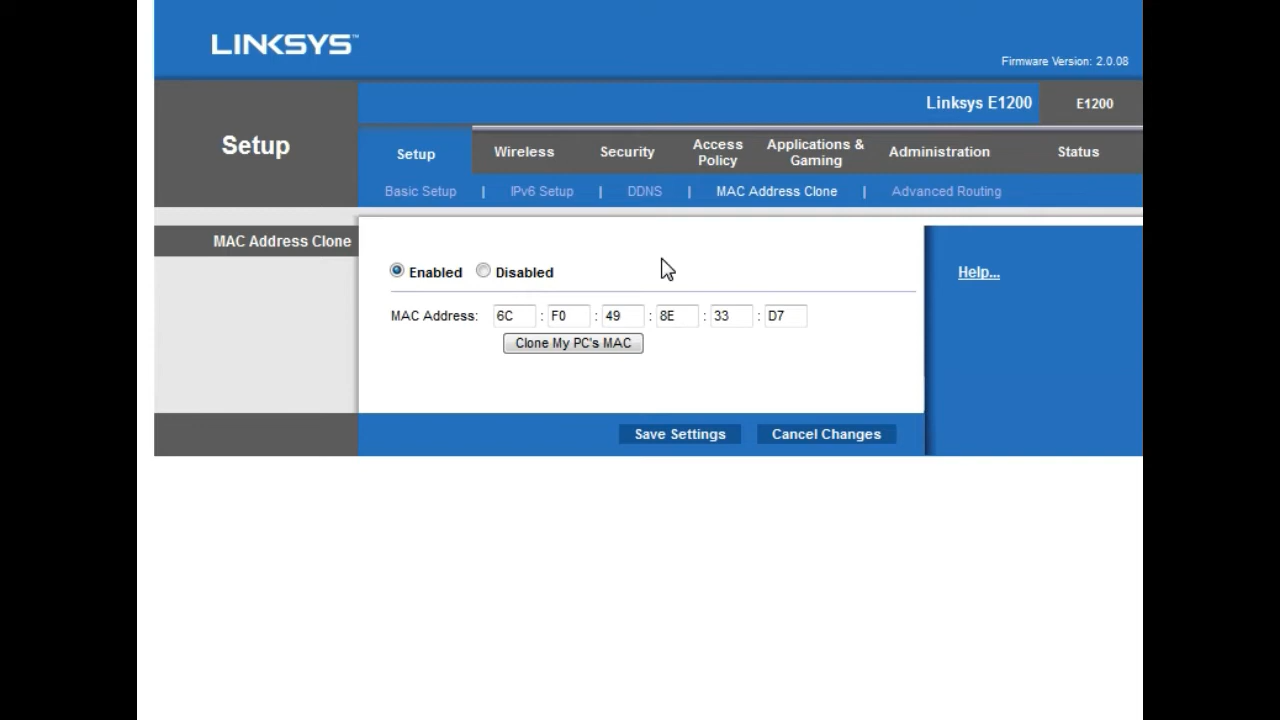 LINKSYS™
Firmware Version: 2.0.08
Linksys E1200 E1200
Setup
Setup Wireless Security Access Policy Applications & Gaming Administration Status
Basic Setup | IPv6 Setup | DDNS | MAC Address Clone | Advanced Routing
MAC Address Clone
Enabled Disabled
Help...
MAC Address: 6C : F0 : 49 : 8E : 33 : D7
Clone My PC's MAC
Save Settings Cancel Changes